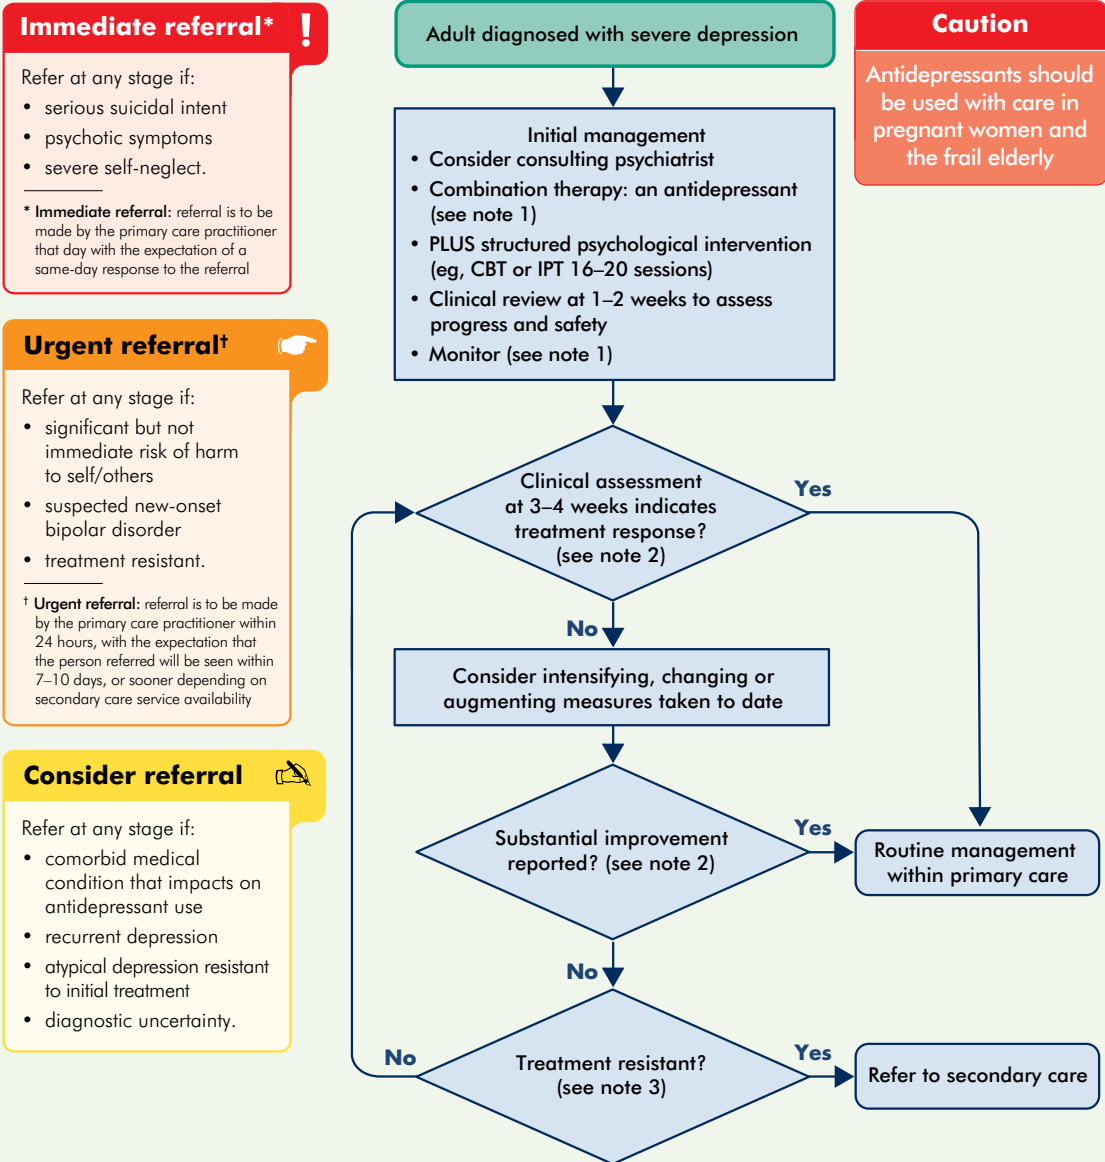 Immediate referral* !
Refer at any stage if:
• serious suicidal intent
• psychotic symptoms
• severe self-neglect.
* Immediate referral: referral is to be
made by the primary care practitioner
that day with the expectation of a
same-day response to the referral
Urgent referral†
Refer at any stage if:
• significant but not
immediate risk of harm
to self/others
• suspected new-onset
bipolar disorder
• treatment resistant.
† Urgent referral: referral is to be made
by the primary care practitioner within
24 hours, with the expectation that
the person referred will be seen within
7–10 days, or sooner depending on
secondary care service availability
Consider referral
Refer at any stage if:
• comorbid medical
condition that impacts on
antidepressant use
• recurrent depression
• atypical depression resistant
to initial treatment
• diagnostic uncertainty.
Adult diagnosed with severe depression
Initial management
• Consider consulting psychiatrist
• Combination therapy: an antidepressant
(see note 1)
• PLUS structured psychological intervention
(eg, CBT or IPT 16–20 sessions)
• Clinical review at 1–2 weeks to assess
progress and safety
• Monitor (see note 1)
Clinical assessment
at 3–4 weeks indicates
treatment response?
(see note 2)
Yes
No
Consider intensifying, changing or
augmenting measures taken to date
Substantial improvement
reported? (see note 2)
Yes
Routine management
within primary care
No
Treatment resistant?
(see note 3)
No
Yes
Refer to secondary care
Caution
Antidepressants should
be used with care in
pregnant women and
the frail elderly